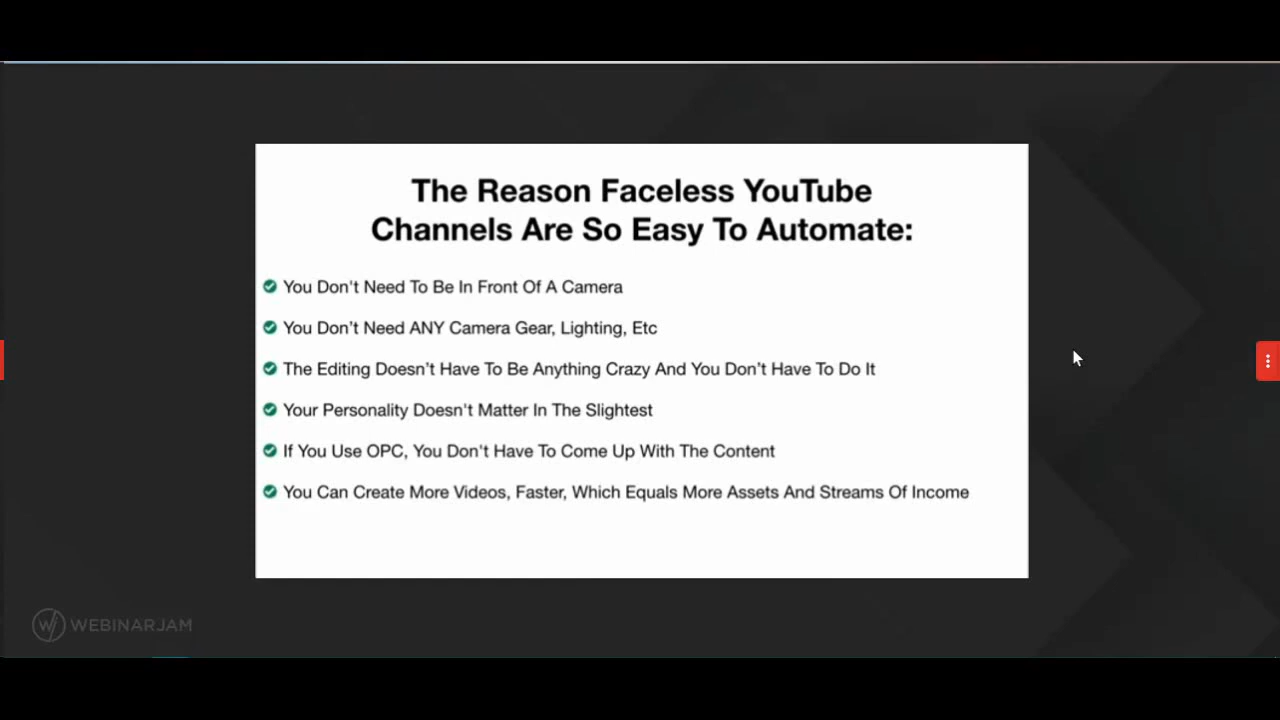 The Reason Faceless YouTube
Channels Are So Easy To Automate:
You Don't Need To Be In Front Of A Camera
You Don’t Need ANY Camera Gear, Lighting, Etc
The Editing Doesn’t Have To Be Anything Crazy And You Don’t Have To Do It
Your Personality Doesn't Matter In The Slightest
If You Use OPC, You Don't Have To Come Up With The Content
You Can Create More Videos, Faster, Which Equals More Assets And Streams Of Income
WEBINARJAM